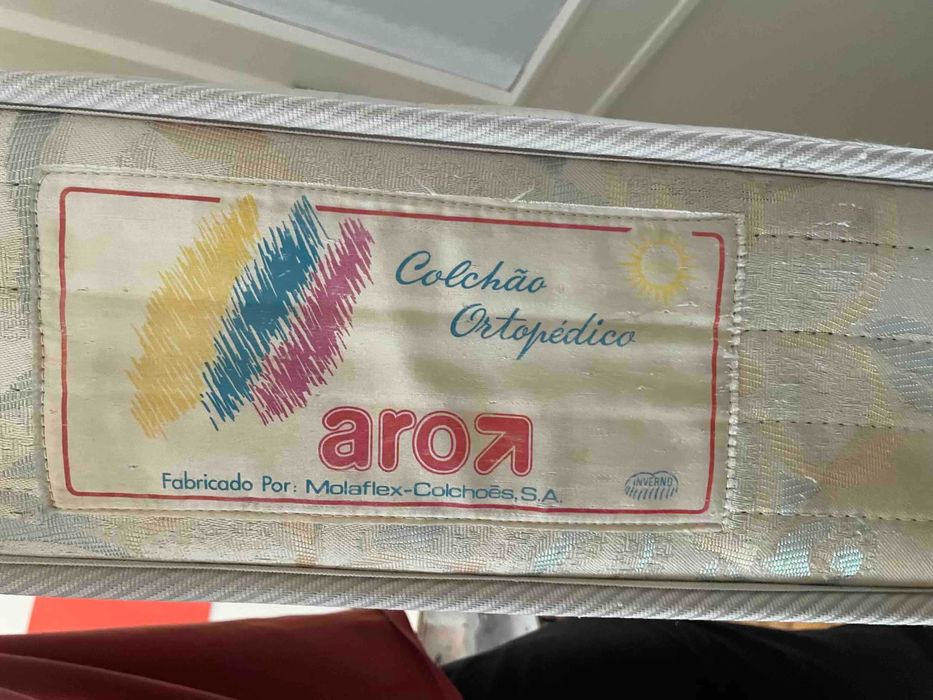 Colchão
Ortopédico
aro
Fabricado Por: Molaflex-Colchoēs, S.A.
INVERNO